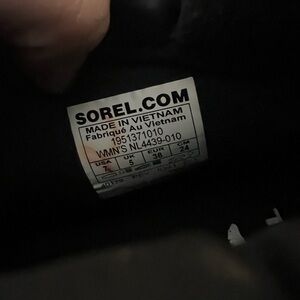 SOREL.COM
MADE IN VIETNAM
Fabriqué Au Vietnam
1951371010
WMN'S NL4439-010
USA UK EUR CM
7 5 38 24